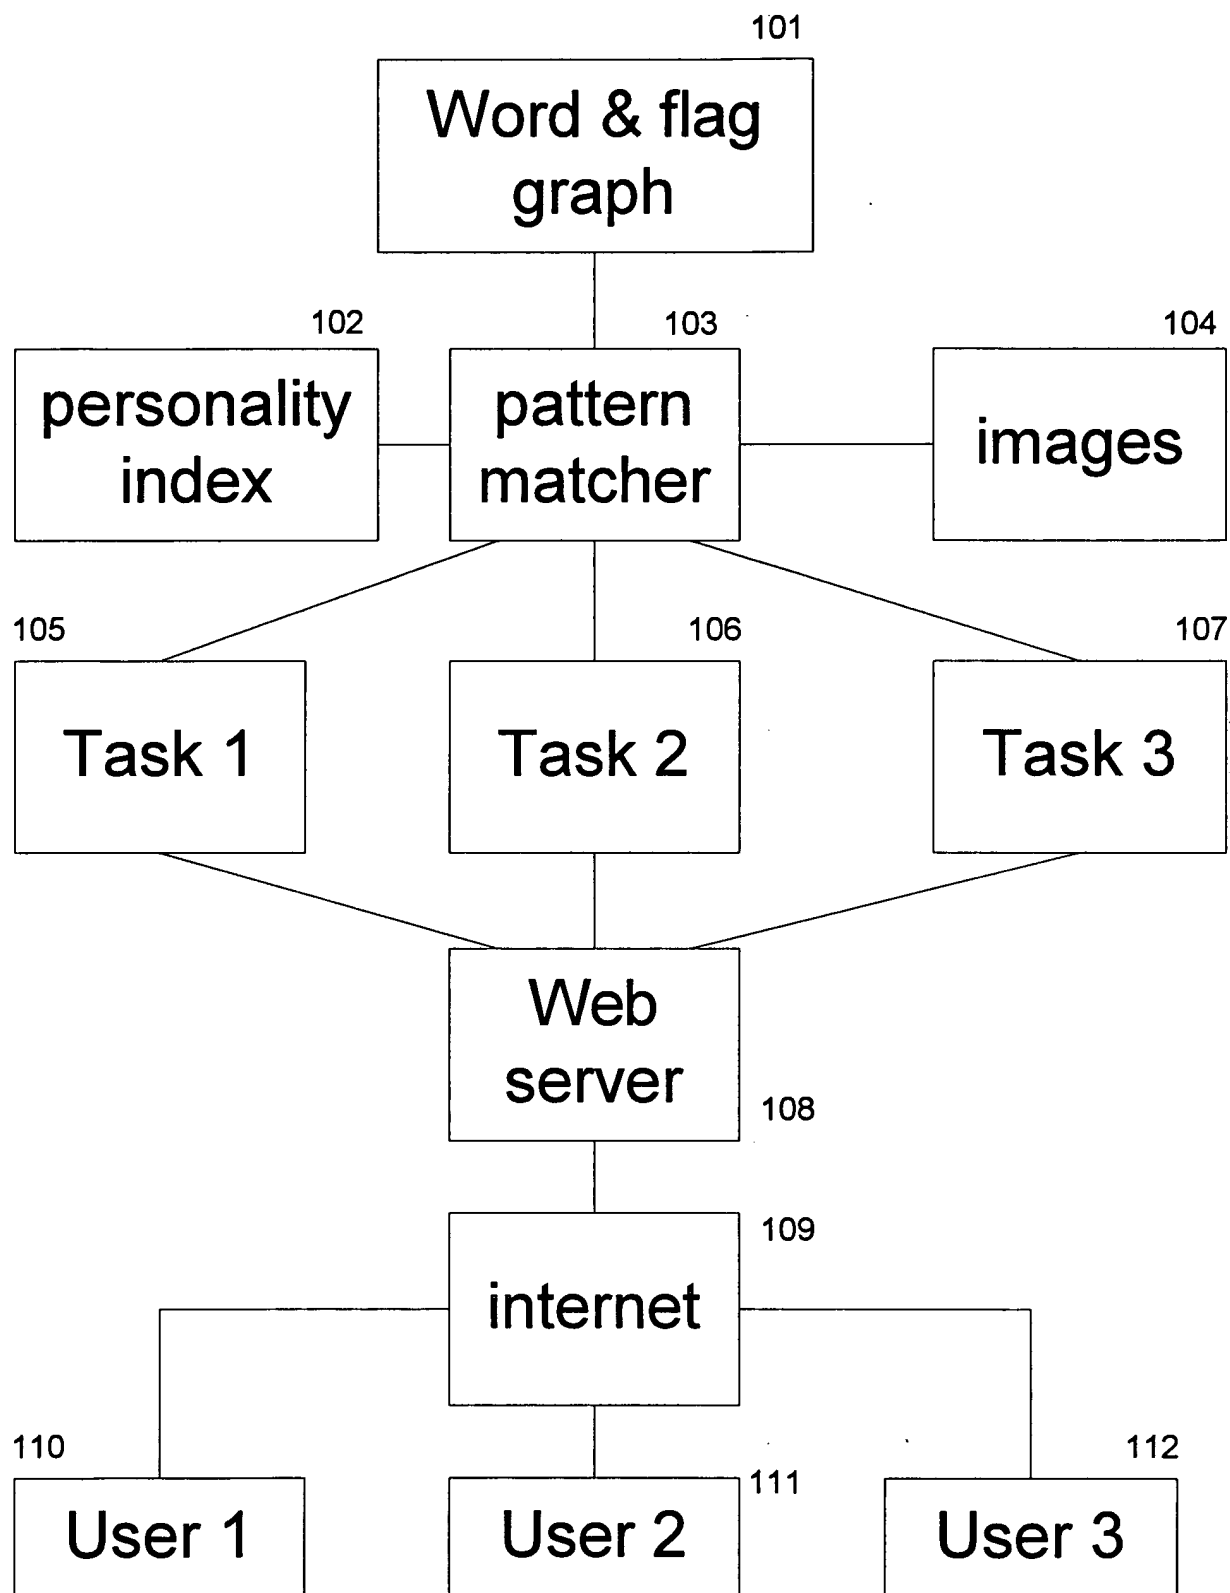 101
Word & flag
graph
102
103
104
personality
index
pattern
matcher
images
105
106
107
Task 1
Task 2
Task 3
Web
server
108
109
internet
110
111
112
User 1
User 2
User 3